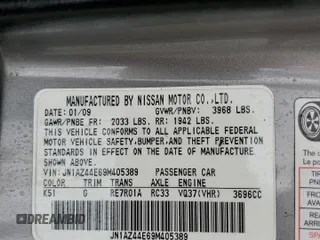 MANUFACTURED BY NISSAN MOTOR CO.,LTD.
DATE: 01/09 GVWR/PNBV: 3968 LBS.
GAWR/PNBE FR: 2033 LBS. RR: 1942 LBS.
THIS VEHICLE CONFORMS TO ALL APPLICABLE FEDERAL
MOTOR VEHICLE SAFETY,BUMPER,AND THEFT PREVENTION
STANDARDS IN EFFECT ON THE DATE OF MANUFACTURE
SHOWN ABOVE.
VIN: JN1AZ44E69M405389 PASSENGER CAR
COLOR TRIM TRANS AXLE ENGINE
K51 G RE7R01A RC33 VQ37(VHR) 3696CC
JN1AZ44E69M405389